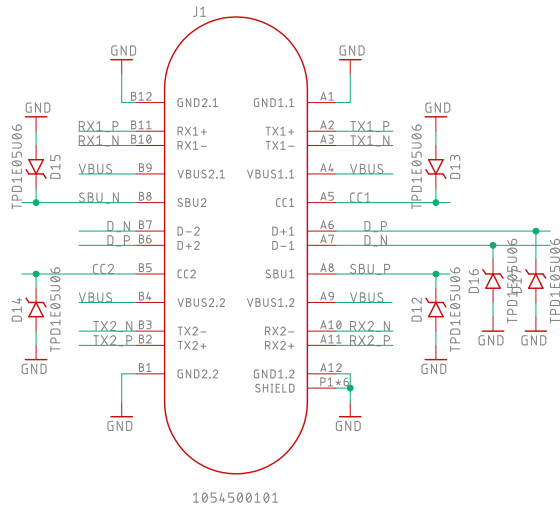 J1
GND
GND
B12 GND2.1 GND1.1 A1
GND
GND
RX1_P B11 RX1+ TX1+ A2 TX1_P
RX1_N B10 RX1- TX1- A3 TX1_N
TPD1E05U06
D15
D13
TPD1E05U06
VBUS B9 VBUS2.1 VBUS1.1 A4 VBUS
SBU_N B8 SBU2 CC1 A5 CC1
D_N B7 D-2 D+1 A6 D_P
D_P B6 D+2 D-1 A7 D_N
CC2 B5 CC2 SBU1 A8 SBU_P
D14
TPD1E05U06
D12
TPD1E05U06
D16
TPD1E05U06
TPD1E05U06
VBUS B4 VBUS2.2 VBUS1.2 A9 VBUS
TX2_N B3 TX2- RX2- A10 RX2_N
TX2_P B2 TX2+ RX2+ A11 RX2_P
GND
GND
GND
GND
B1 GND2.2 GND1.2 A12
SHIELD P1*6
GND
GND
1054500101